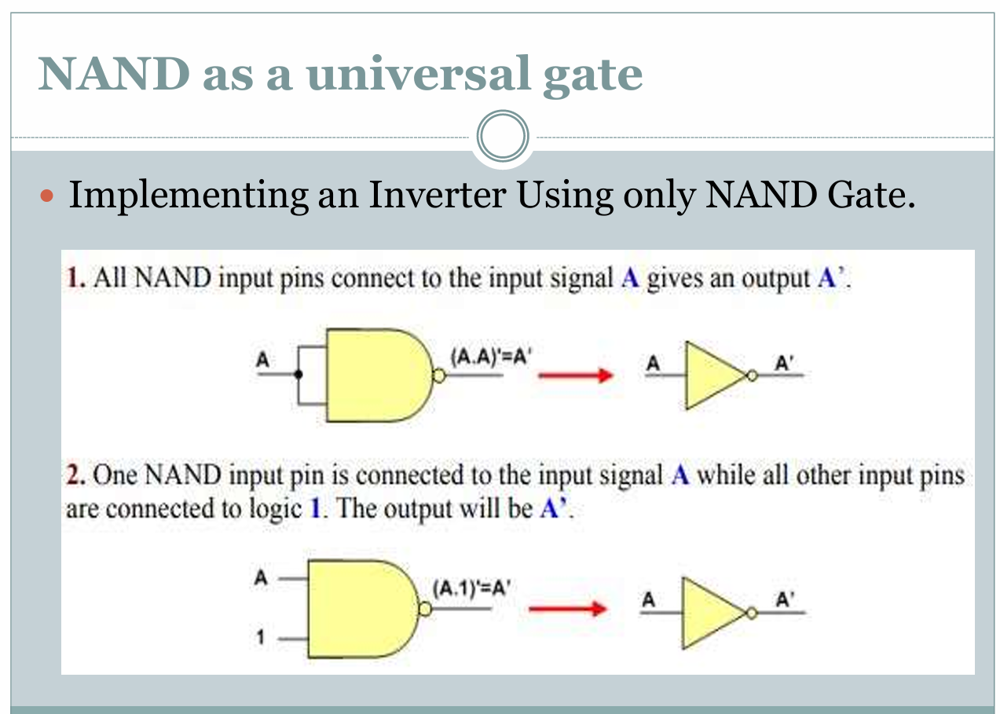 NAND as a universal gate
• Implementing an Inverter Using only NAND Gate.
1. All NAND input pins connect to the input signal A gives an output A’.
A
(A.A)'=A'
A
A'
2. One NAND input pin is connected to the input signal A while all other input pins
are connected to logic 1. The output will be A’.
A
1
(A.1)'=A'
A
A'